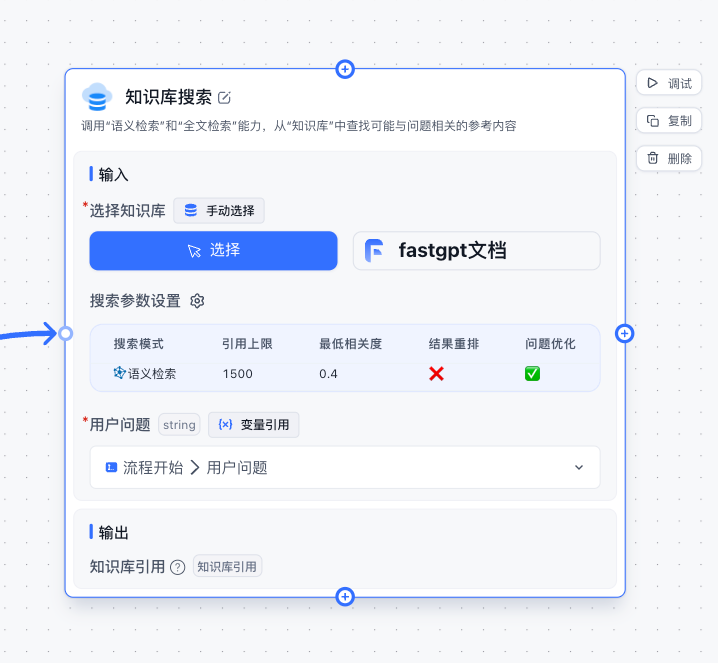 知识库搜索
调试
调用“语义检索”和“全文检索”能力，从“知识库”中查找可能与问题相关的参考内容
复制
删除
输入
*选择知识库 手动选择
选择 fastgpt文档
搜索参数设置
搜索模式 引用上限 最低相关度 结果重排 问题优化
语义检索 1500 0.4 ❌ ✅
*用户问题 string (x) 变量引用
流程开始 > 用户问题
输出
知识库引用 ? 知识库引用